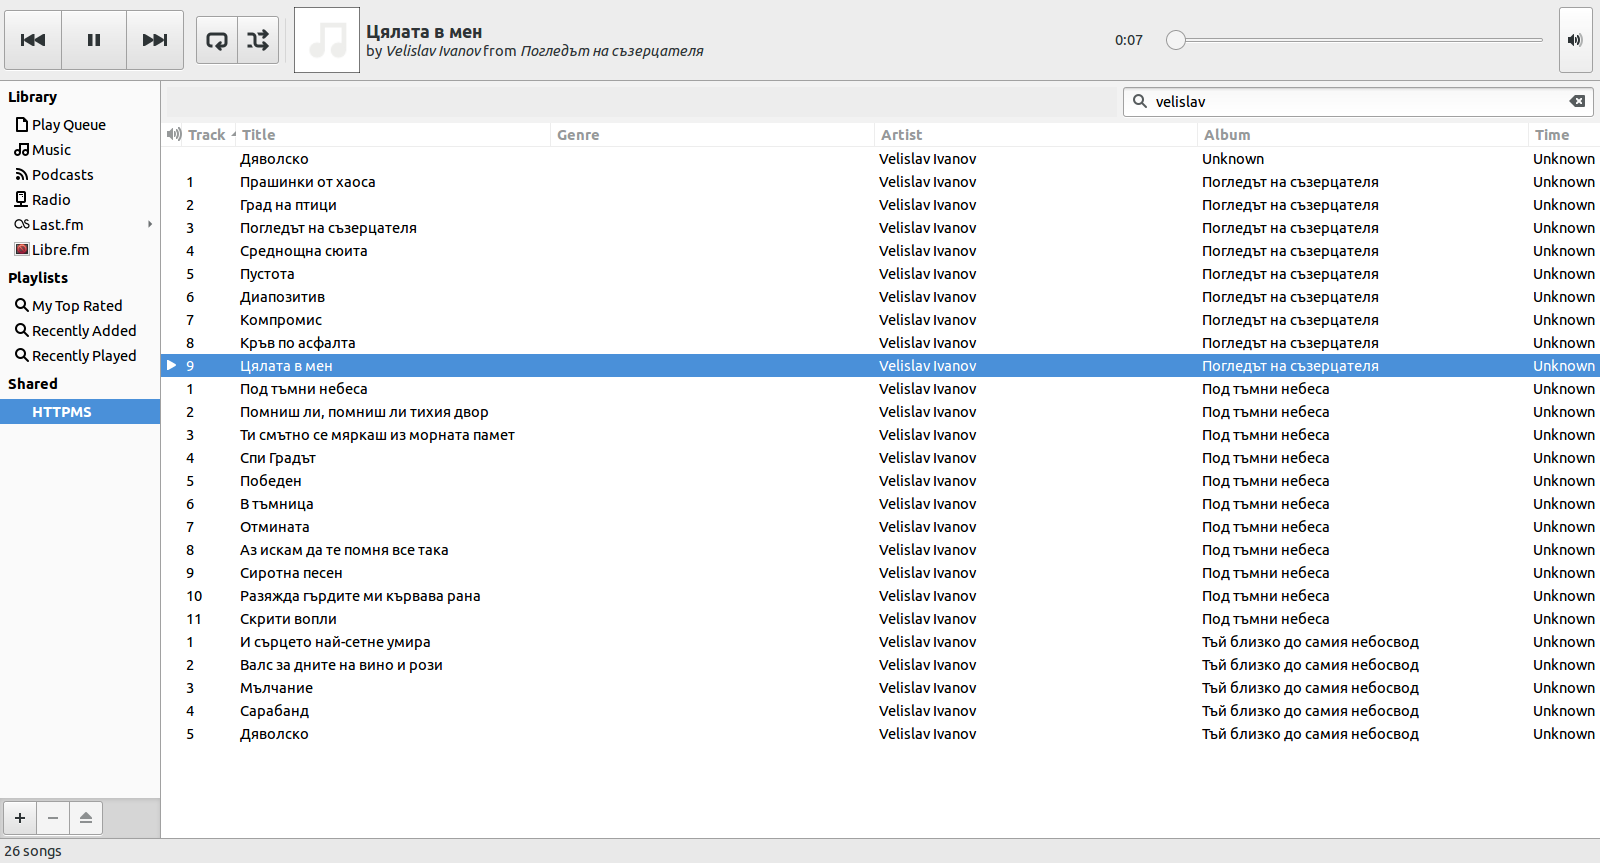 Цялата в мен
by Velislav Ivanov from Погледът на съзерцателя
0:07
Library
Play Queue
Music
Podcasts
Radio
Last.fm
Libre.fm
Playlists
My Top Rated
Recently Added
Recently Played
Shared
HTTPMS
velislav
Track Title Genre Artist Album Time
Дяволско Velislav Ivanov Unknown Unknown
1 Прашинки от хаоса Velislav Ivanov Погледът на съзерцателя Unknown
2 Град на птици Velislav Ivanov Погледът на съзерцателя Unknown
3 Погледът на съзерцателя Velislav Ivanov Погледът на съзерцателя Unknown
4 Среднощна сюита Velislav Ivanov Погледът на съзерцателя Unknown
5 Пустота Velislav Ivanov Погледът на съзерцателя Unknown
6 Диапозитив Velislav Ivanov Погледът на съзерцателя Unknown
7 Компромис Velislav Ivanov Погледът на съзерцателя Unknown
8 Кръв по асфалта Velislav Ivanov Погледът на съзерцателя Unknown
9 Цялата в мен Velislav Ivanov Погледът на съзерцателя Unknown
1 Под тъмни небеса Velislav Ivanov Под тъмни небеса Unknown
2 Помниш ли, помниш ли тихия двор Velislav Ivanov Под тъмни небеса Unknown
3 Ти смътно се мяркаш из морната памет Velislav Ivanov Под тъмни небеса Unknown
4 Спи Градът Velislav Ivanov Под тъмни небеса Unknown
5 Победен Velislav Ivanov Под тъмни небеса Unknown
6 В тъмница Velislav Ivanov Под тъмни небеса Unknown
7 Отмината Velislav Ivanov Под тъмни небеса Unknown
8 Аз искам да те помня все така Velislav Ivanov Под тъмни небеса Unknown
9 Сиротна песен Velislav Ivanov Под тъмни небеса Unknown
10 Разяжда гърдите ми кървава рана Velislav Ivanov Под тъмни небеса Unknown
11 Скрити вопли Velislav Ivanov Под тъмни небеса Unknown
1 И сърцето най-сетне умира Velislav Ivanov Тъй близко до самия небосвод Unknown
2 Валс за дните на вино и рози Velislav Ivanov Тъй близко до самия небосвод Unknown
3 Мълчание Velislav Ivanov Тъй близко до самия небосвод Unknown
4 Сарабанд Velislav Ivanov Тъй близко до самия небосвод Unknown
5 Дяволско Velislav Ivanov Тъй близко до самия небосвод Unknown
26 songs